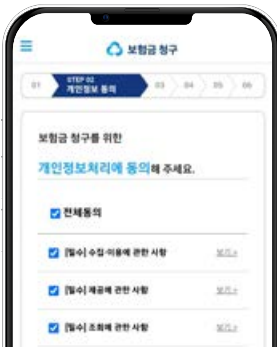 보험금 청구
01
STEP 02
개인정보 동의
03
04
05
06
보험금 청구를 위한
개인정보처리에 동의해 주세요.
전체동의
[필수] 수집·이용에 관한 사항
보기 >
[필수] 제공에 관한 사항
보기 >
[필수] 조회에 관한 사항
보기 >